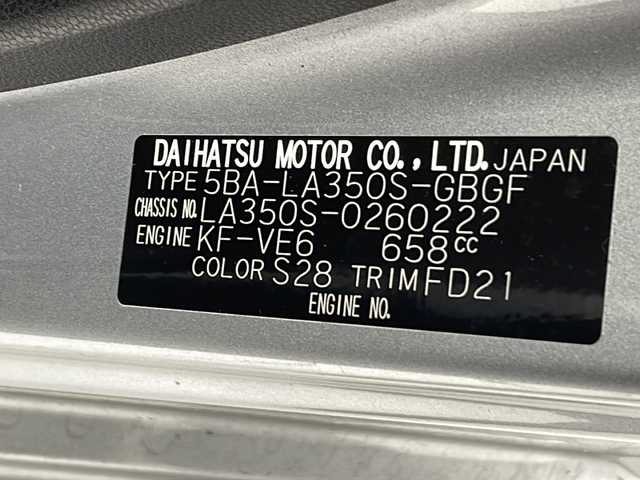 DAIHATSU MOTOR CO., LTD. JAPAN
TYPE 5BA-LA350S-GBGF
CHASSIS NO. LA350S-0260222
ENGINE KF-VE6 658cc
COLOR S28 TRIM FD21
ENGINE NO.